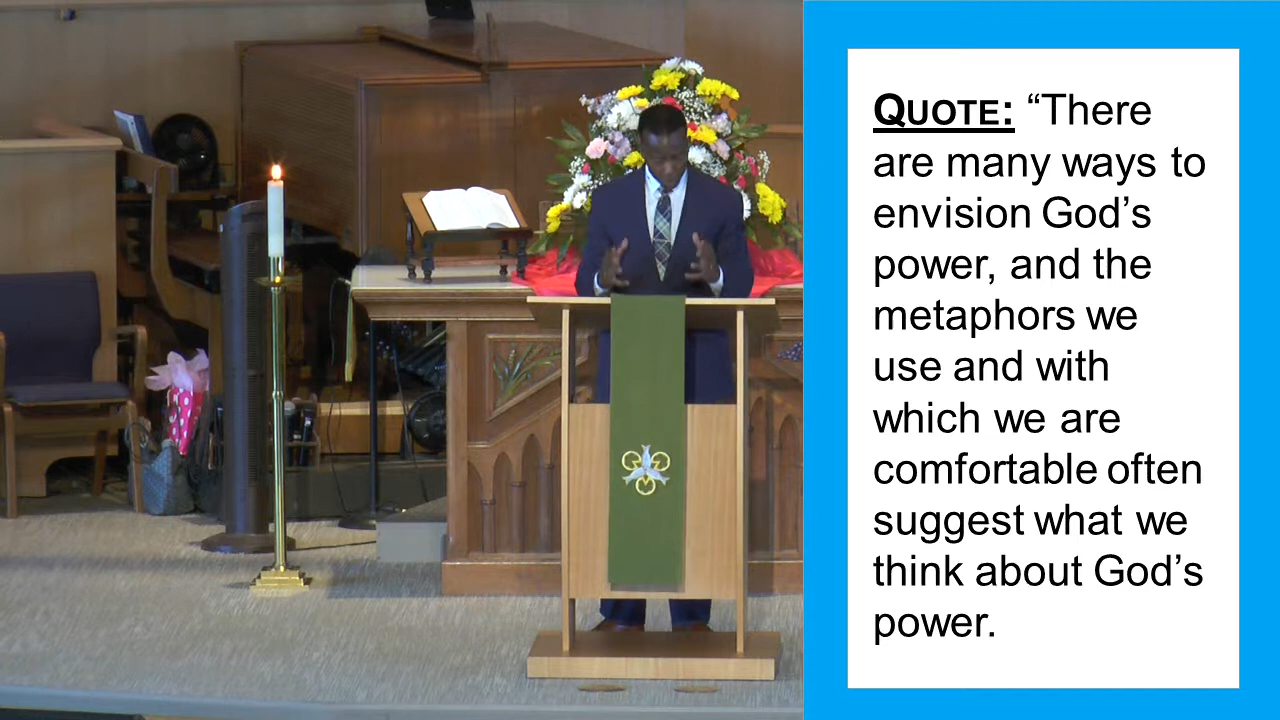 QUOTE: “There
are many ways to
envision God’s
power, and the
metaphors we
use and with
which we are
comfortable often
suggest what we
think about God’s
power.